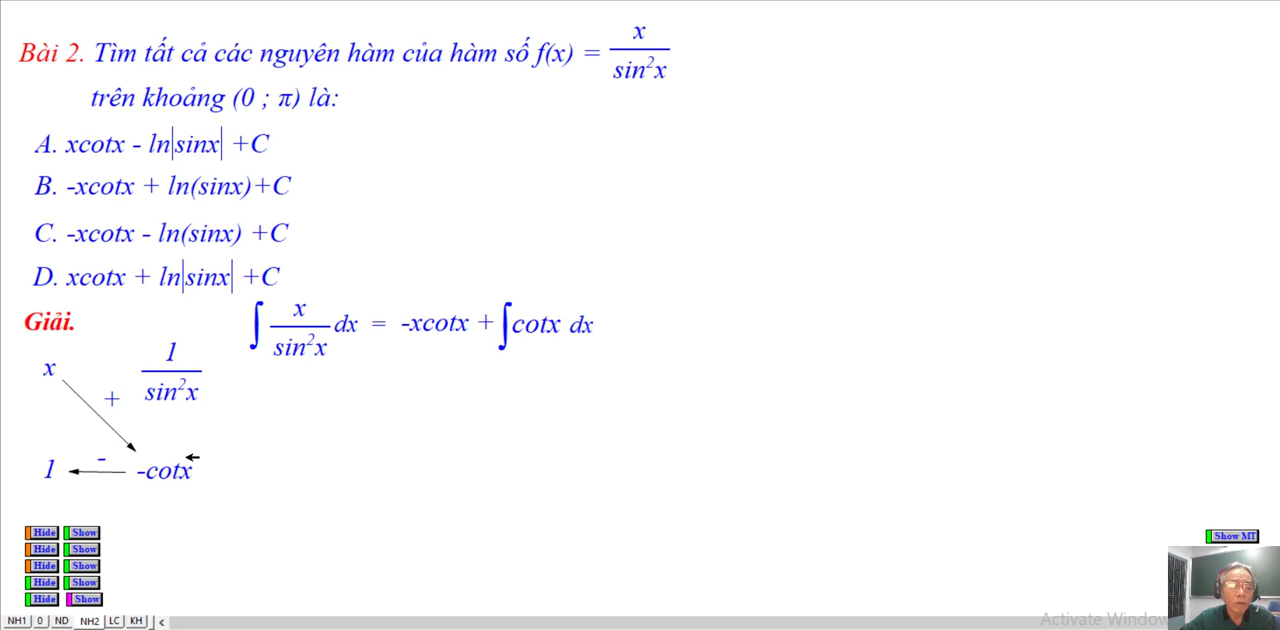 Bài 2. Tìm tất cả các nguyên hàm của hàm số f(x) = x/sin²x
trên khoảng (0 ; π) là:
A. xcotx - ln|sinx| +C
B. -xcotx + ln(sinx)+C
C. -xcotx - ln(sinx) +C
D. xcotx + ln|sinx| +C
Giải. ∫ x/sin²x dx = -xcotx + ∫cotx dx
x + 1/sin²x
1 - -cotx
Hide Show
Hide Show
Hide Show
Hide Show
Hide Show
Show MT
Activate Window
NH1 0 ND NH2 LC KH